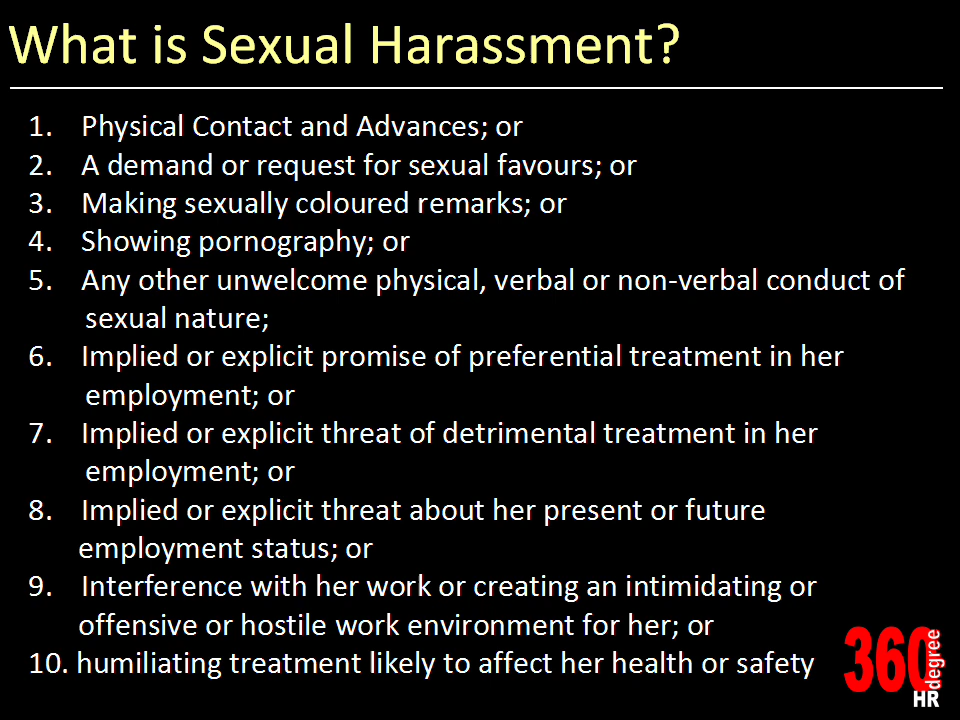 What is Sexual Harassment?
1. Physical Contact and Advances; or
2. A demand or request for sexual favours; or
3. Making sexually coloured remarks; or
4. Showing pornography; or
5. Any other unwelcome physical, verbal or non-verbal conduct of
sexual nature;
6. Implied or explicit promise of preferential treatment in her
employment; or
7. Implied or explicit threat of detrimental treatment in her
employment; or
8. Implied or explicit threat about her present or future
employment status; or
9. Interference with her work or creating an intimidating or
offensive or hostile work environment for her; or
10. humiliating treatment likely to affect her health or safety
360
degree
HR